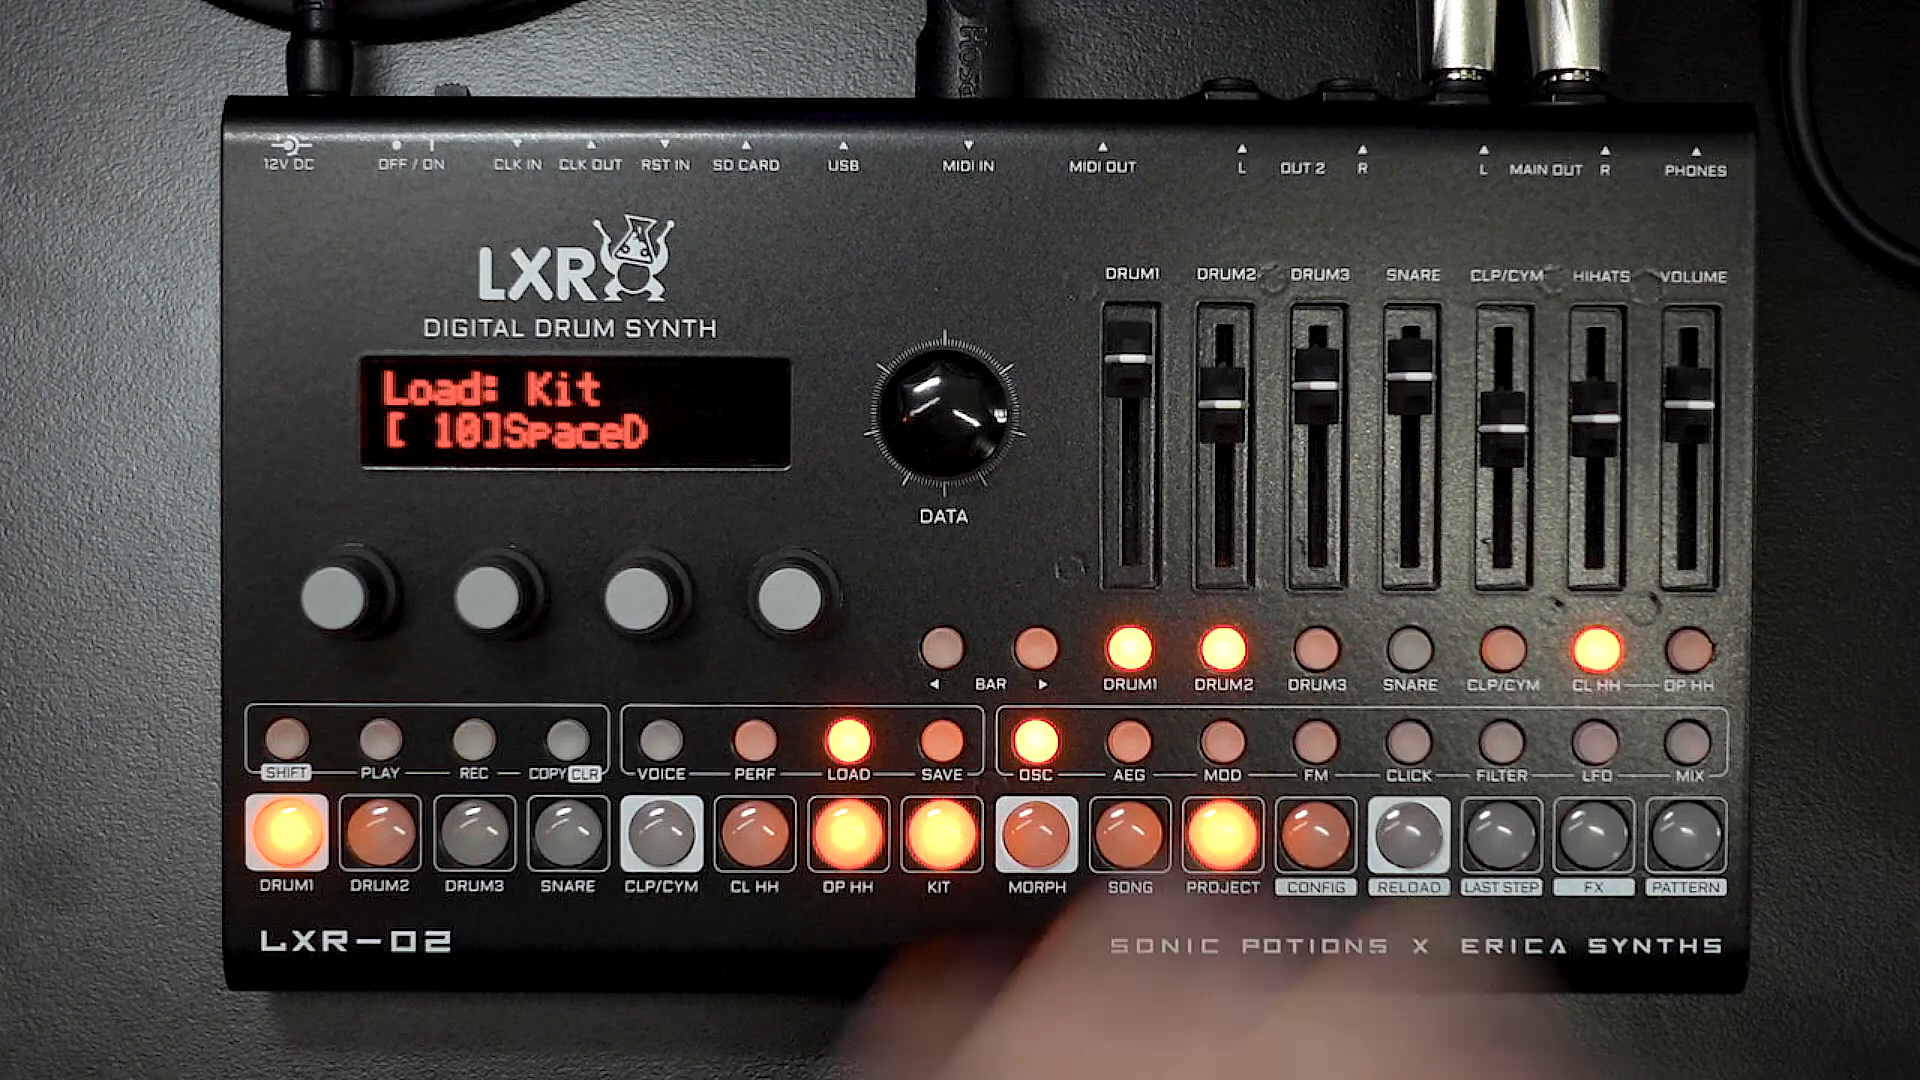 Hosa
12V DC OFF / ON CLK IN CLK OUT RST IN SD CARD USB MIDI IN MIDI OUT L OUT 2 R L MAIN OUT R PHONES
LXR
DIGITAL DRUM SYNTH
Load: Kit
[ 10]SpaceD
DATA
DRUM1 DRUM2 DRUM3 SNARE CLP/CYM HIHATS VOLUME
BAR DRUM1 DRUM2 DRUM3 SNARE CLP/CYM CL HH OP HH
SHIFT PLAY REC COPY CLR VOICE PERF LOAD SAVE OSC AEG MOD FM CLICK FILTER LFO MIX
DRUM1 DRUM2 DRUM3 SNARE CLP/CYM CL HH OP HH KIT MORPH SONG PROJECT CONFIG RELOAD LAST STEP FX PATTERN
LXR-02
SONIC POTIONS X ERICA SYNTHS